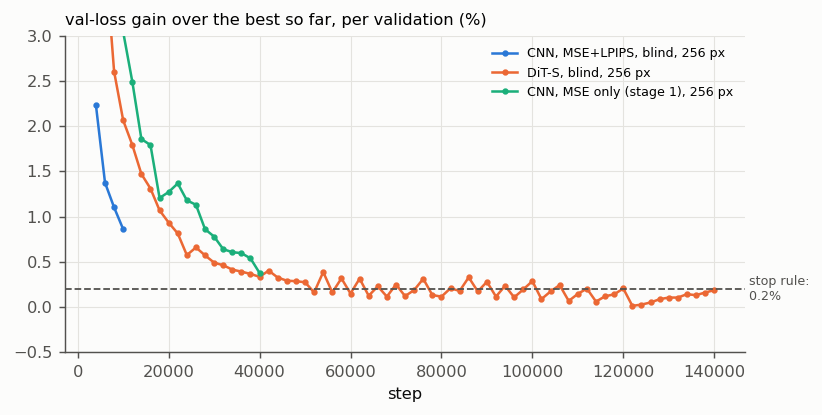 val-loss gain over the best so far, per validation (%)
3.0
2.5
2.0
1.5
1.0
0.5
0.0
−0.5
CNN, MSE+LPIPS, blind, 256 px
DiT-S, blind, 256 px
CNN, MSE only (stage 1), 256 px
stop rule:
0.2%
0 20000 40000 60000 80000 100000 120000 140000
step